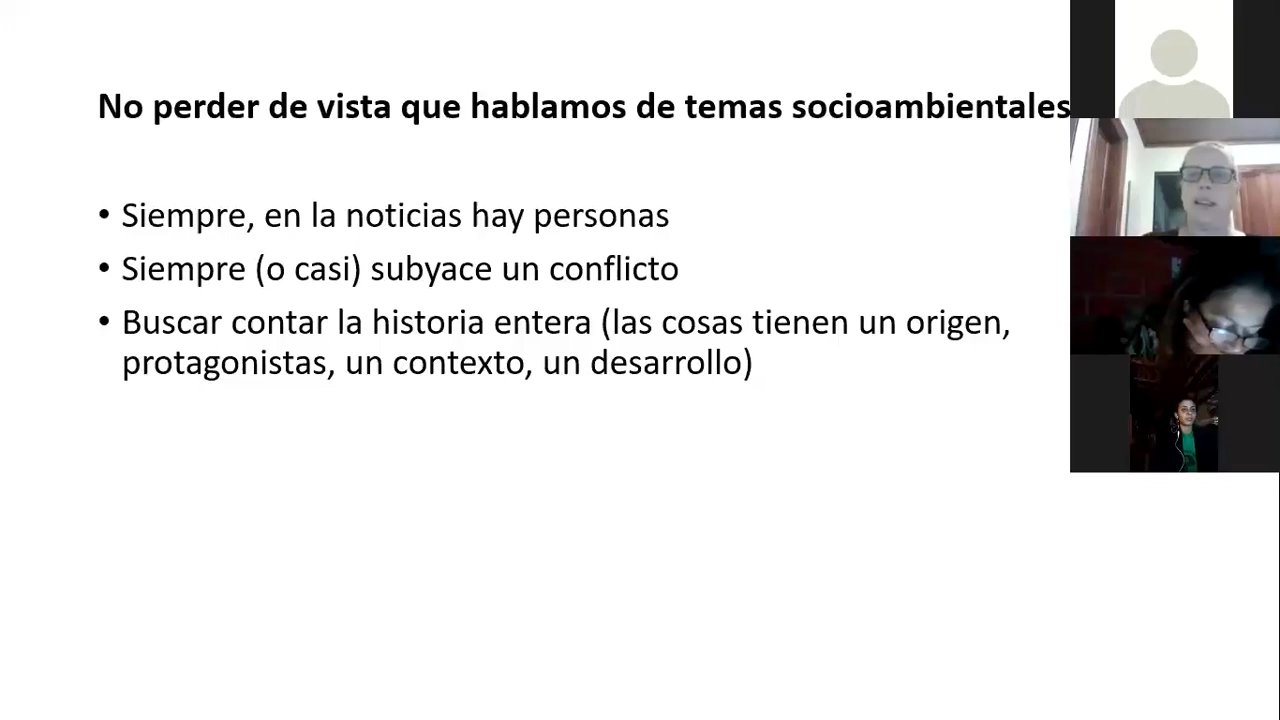 No perder de vista que hablamos de temas socioambientales
• Siempre, en la noticias hay personas
• Siempre (o casi) subyace un conflicto
• Buscar contar la historia entera (las cosas tienen un origen,
protagonistas, un contexto, un desarrollo)